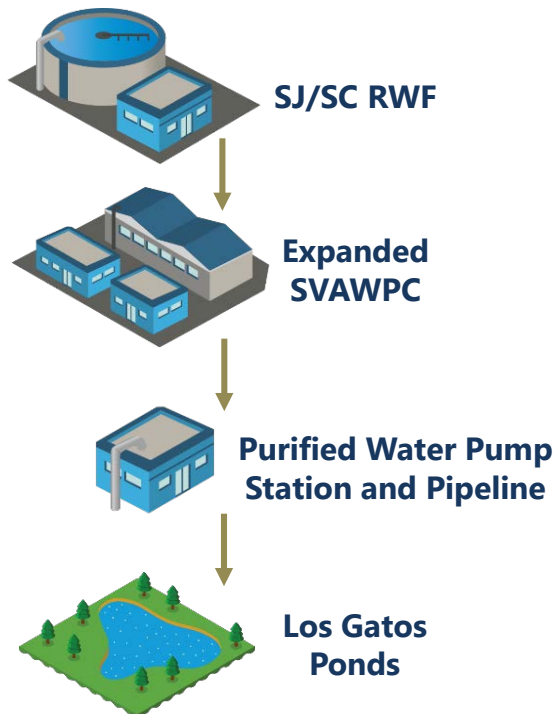 SJ/SC RWF
Expanded
SVAWPC
Purified Water Pump
Station and Pipeline
Los Gatos
Ponds